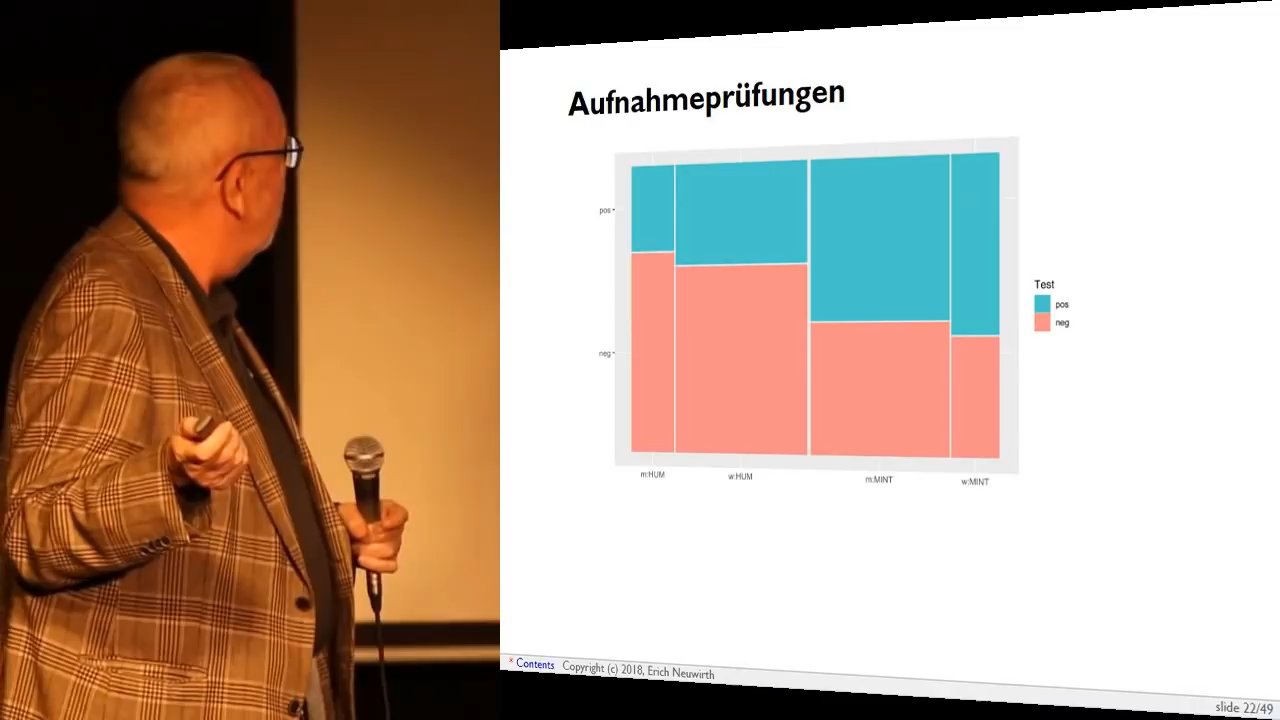 Aufnahmeprüfungen
pos
neg
Test
pos
neg
m:HUM
w:HUM
m:MINT
w:MINT
* Contents Copyright (c) 2018, Erich Neuwirth
slide 22/49